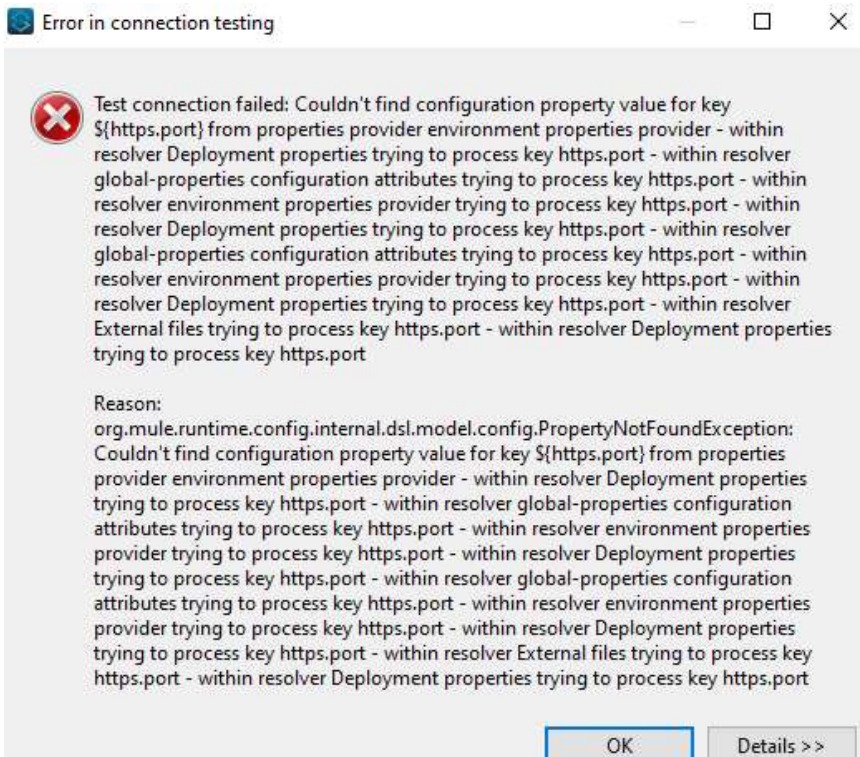 Error in connection testing
Test connection failed: Couldn't find configuration property value for key
${https.port} from properties provider environment properties provider - within
resolver Deployment properties trying to process key https.port - within resolver
global-properties configuration attributes trying to process key https.port - within
resolver environment properties provider trying to process key https.port - within
resolver Deployment properties trying to process key https.port - within resolver
global-properties configuration attributes trying to process key https.port - within
resolver environment properties provider trying to process key https.port - within
resolver Deployment properties trying to process key https.port - within resolver
External files trying to process key https.port - within resolver Deployment properties
trying to process key https.port
Reason:
org.mule.runtime.config.internal.dsl.model.config.PropertyNotFoundException:
Couldn't find configuration property value for key ${https.port} from properties
provider environment properties provider - within resolver Deployment properties
trying to process key https.port - within resolver global-properties configuration
attributes trying to process key https.port - within resolver environment properties
provider trying to process key https.port - within resolver Deployment properties
trying to process key https.port - within resolver global-properties configuration
attributes trying to process key https.port - within resolver environment properties
provider trying to process key https.port - within resolver Deployment properties
trying to process key https.port - within resolver External files trying to process key
https.port - within resolver Deployment properties trying to process key https.port
OK
Details >>